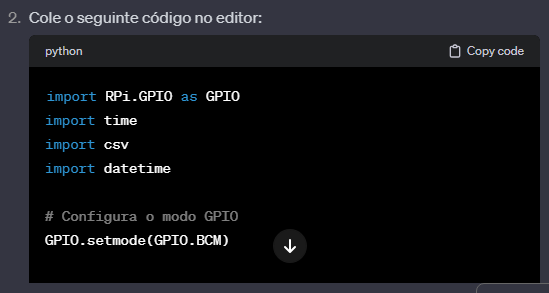 2. Cole o seguinte código no editor:
python
Copy code
import RPi.GPIO as GPIO
import time
import csv
import datetime
# Configura o modo GPIO
GPIO.setmode(GPIO.BCM)